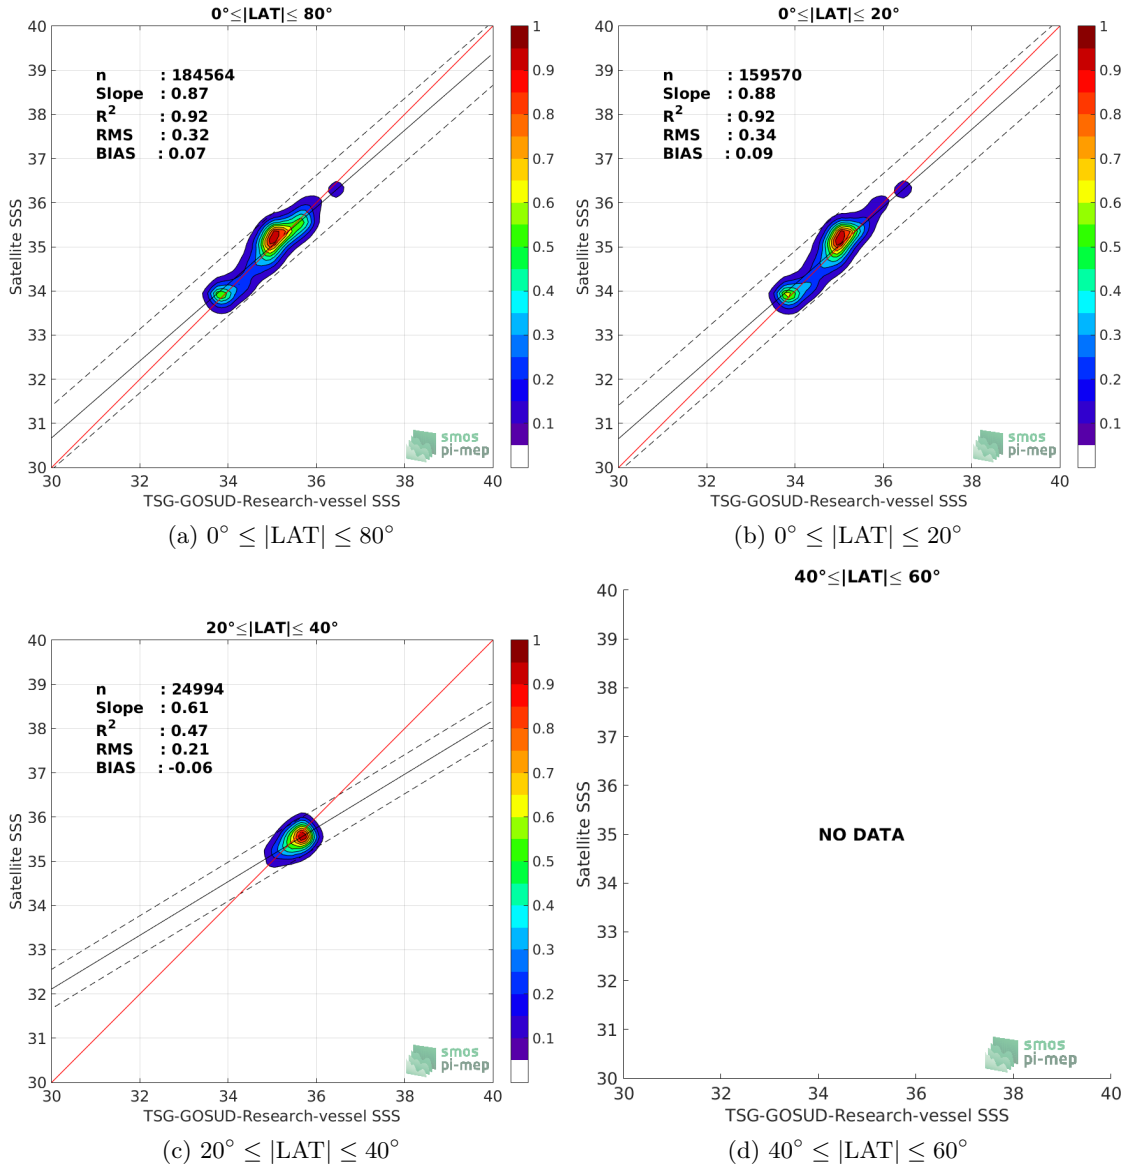 0°≤|LAT|≤ 80°
n : 184564
Slope : 0.87
R² : 0.92
RMS : 0.32
BIAS : 0.07
40
39
38
37
36
35
34
33
32
31
30
30 32 34 36 38 40
Satellite SSS
TSG-GOSUD-Research-vessel SSS
1
0.9
0.8
0.7
0.6
0.5
0.4
0.3
0.2
0.1
smos
pi-mep
(a) 0° ≤ |LAT| ≤ 80°
0°≤|LAT|≤ 20°
n : 159570
Slope : 0.88
R² : 0.92
RMS : 0.34
BIAS : 0.09
40
39
38
37
36
35
34
33
32
31
30
30 32 34 36 38 40
Satellite SSS
TSG-GOSUD-Research-vessel SSS
1
0.9
0.8
0.7
0.6
0.5
0.4
0.3
0.2
0.1
smos
pi-mep
(b) 0° ≤ |LAT| ≤ 20°
20°≤|LAT|≤ 40°
n : 24994
Slope : 0.61
R² : 0.47
RMS : 0.21
BIAS : -0.06
40
39
38
37
36
35
34
33
32
31
30
30 32 34 36 38 40
Satellite SSS
TSG-GOSUD-Research-vessel SSS
1
0.9
0.8
0.7
0.6
0.5
0.4
0.3
0.2
0.1
smos
pi-mep
(c) 20° ≤ |LAT| ≤ 40°
40°≤|LAT|≤ 60°
NO DATA
40
39
38
37
36
35
34
33
32
31
30
30 32 34 36 38 40
Satellite SSS
TSG-GOSUD-Research-vessel SSS
smos
pi-mep
(d) 40° ≤ |LAT| ≤ 60°